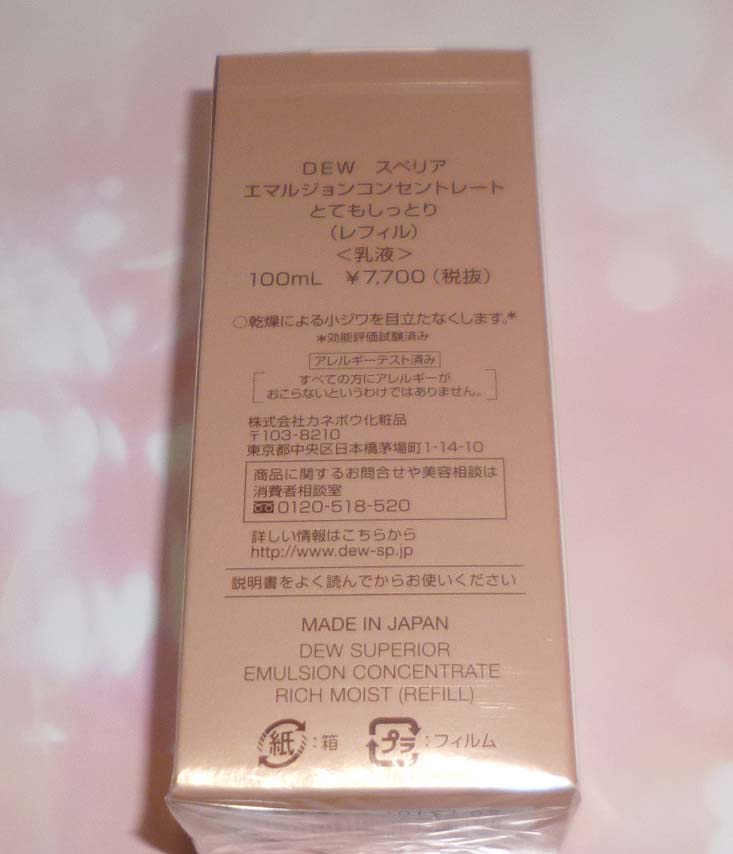 DEW スペリア
エマルジョンコンセントレート
とてもしっとり
(レフィル)
<乳液>
100mL ￥7,700(税抜)
○乾燥による小ジワを目立たなくします。*
*効能評価試験済み
アレルギーテスト済み
すべての方にアレルギーが
おこらないというわけではありません。
株式会社カネボウ化粧品
〒103-8210
東京都中央区日本橋茅場町1-14-10
商品に関するお問合せや美容相談は
消費者相談室
0120-518-520
詳しい情報はこちらから
http://www.dew-sp.jp
説明書をよく読んでからお使いください
MADE IN JAPAN
DEW SUPERIOR
EMULSION CONCENTRATE
RICH MOIST (REFILL)
紙:箱 プラ:フィルム